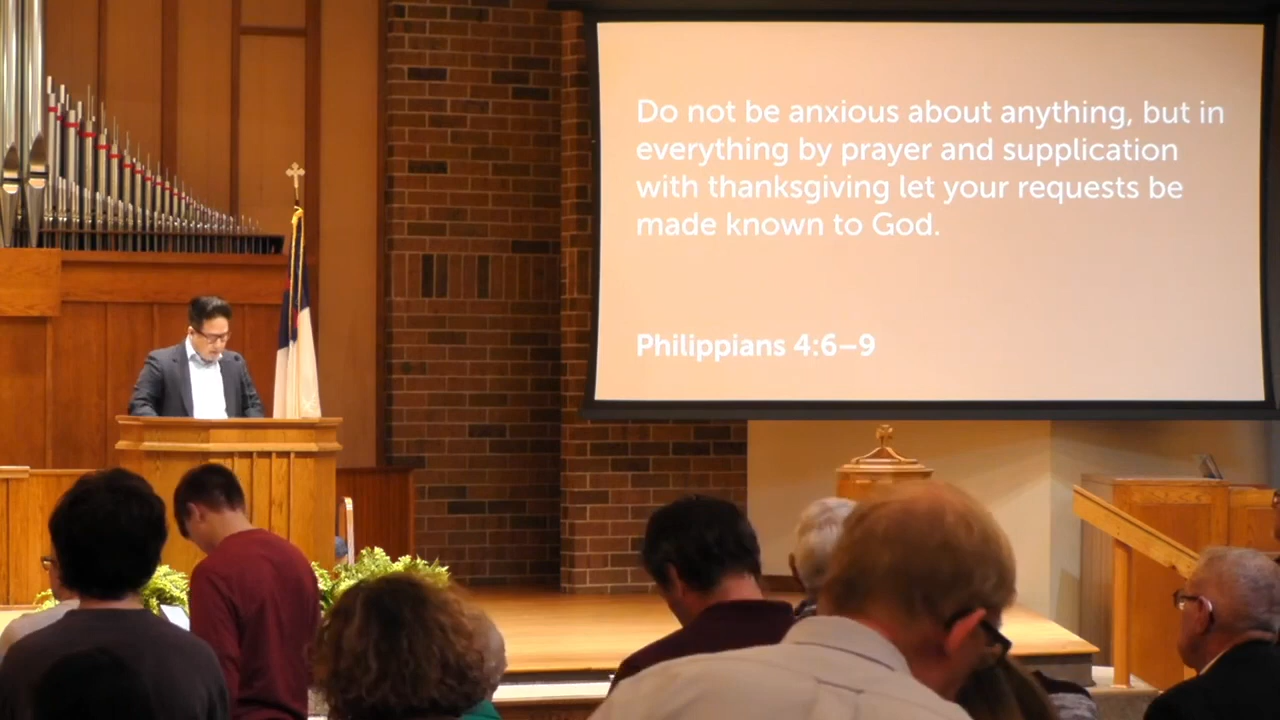 Do not be anxious about anything, but in
everything by prayer and supplication
with thanksgiving let your requests be
made known to God.
Philippians 4:6–9